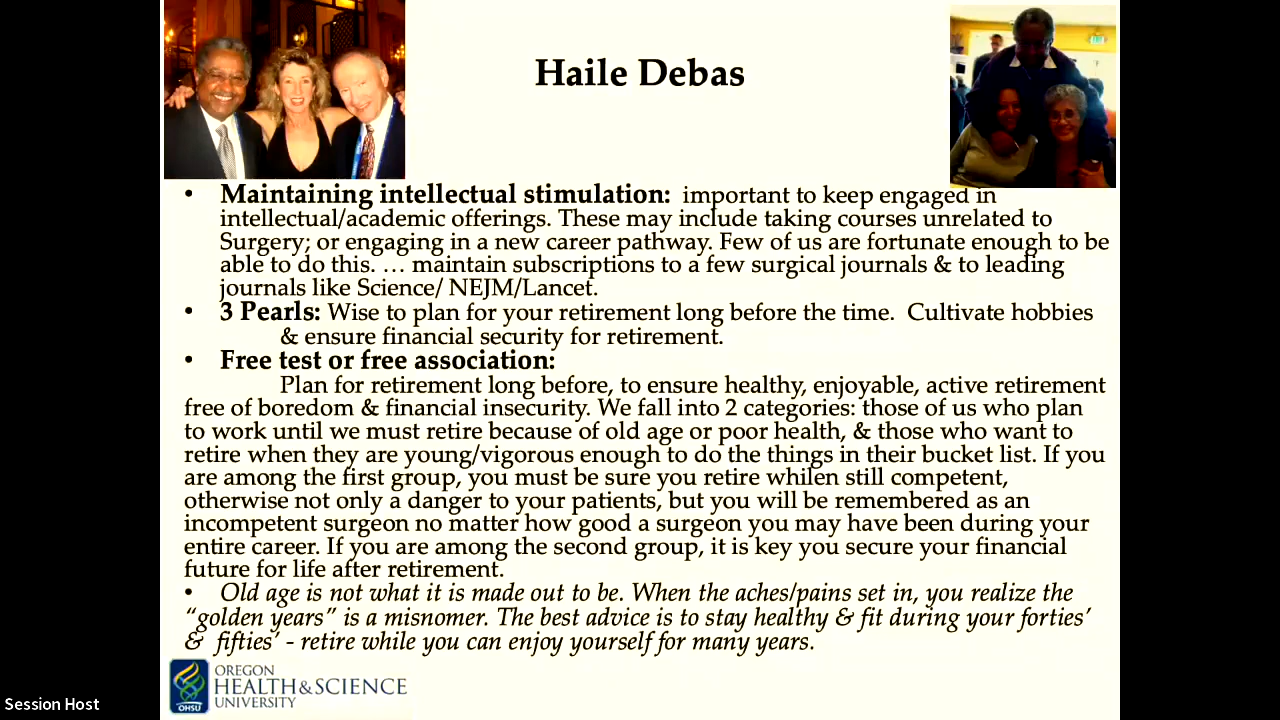 Haile Debas
• Maintaining intellectual stimulation: important to keep engaged in
intellectual/academic offerings. These may include taking courses unrelated to
Surgery; or engaging in a new career pathway. Few of us are fortunate enough to be
able to do this. … maintain subscriptions to a few surgical journals & to leading
journals like Science/ NEJM/Lancet.
• 3 Pearls: Wise to plan for your retirement long before the time. Cultivate hobbies
& ensure financial security for retirement.
• Free test or free association:
Plan for retirement long before, to ensure healthy, enjoyable, active retirement
free of boredom & financial insecurity. We fall into 2 categories: those of us who plan
to work until we must retire because of old age or poor health, & those who want to
retire when they are young/vigorous enough to do the things in their bucket list. If you
are among the first group, you must be sure you retire whilen still competent,
otherwise not only a danger to your patients, but you will be remembered as an
incompetent surgeon no matter how good a surgeon you may have been during your
entire career. If you are among the second group, it is key you secure your financial
future for life after retirement.
• Old age is not what it is made out to be. When the aches/pains set in, you realize the
“golden years” is a misnomer. The best advice is to stay healthy & fit during your forties’
& fifties’ - retire while you can enjoy yourself for many years.
OHSU
OREGON
HEALTH&SCIENCE
UNIVERSITY
Session Host